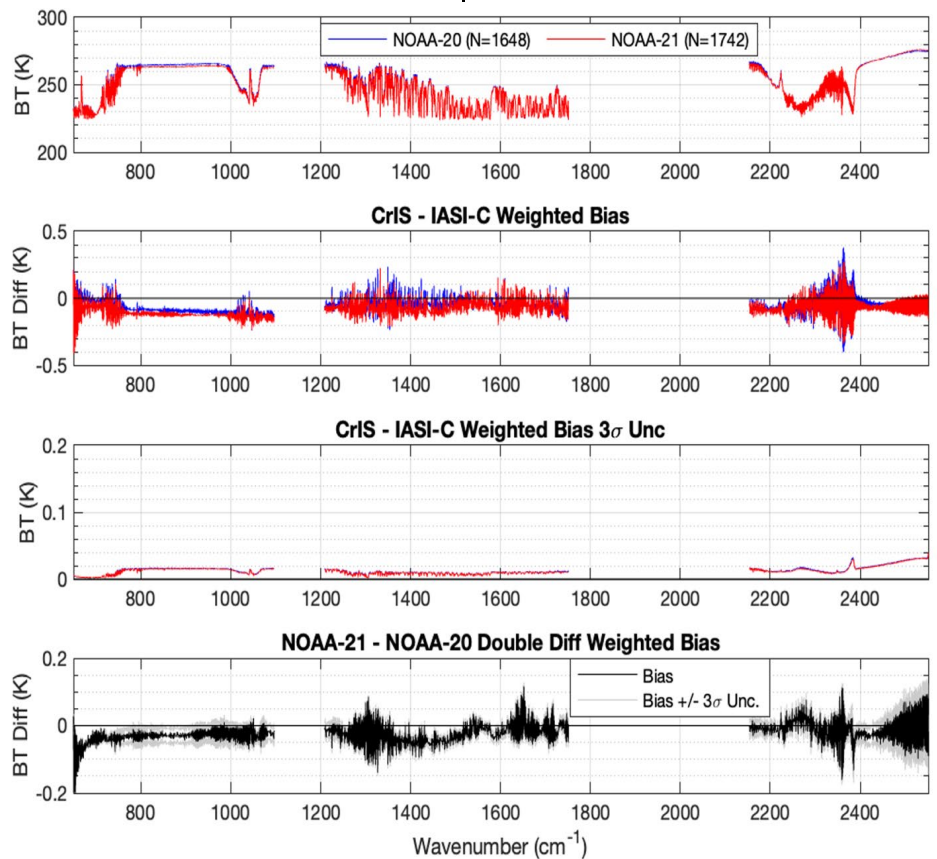 300
250
200
BT (K)
NOAA-20 (N=1648) NOAA-21 (N=1742)
800 1000 1200 1400 1600 1800 2000 2200 2400
CrIS - IASI-C Weighted Bias
0.5
0
-0.5
BT Diff (K)
800 1000 1200 1400 1600 1800 2000 2200 2400
CrIS - IASI-C Weighted Bias 3σ Unc
0.2
0.1
0
BT (K)
800 1000 1200 1400 1600 1800 2000 2200 2400
NOAA-21 - NOAA-20 Double Diff Weighted Bias
0.2
0
-0.2
BT Diff (K)
Bias
Bias +/- 3σ Unc.
800 1000 1200 1400 1600 1800 2000 2200 2400
Wavenumber (cm⁻¹)